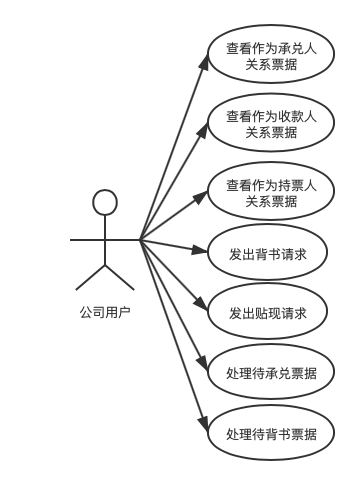 查看作为承兑人
关系票据
查看作为收款人
关系票据
查看作为持票人
关系票据
发出背书请求
发出贴现请求
公司用户
处理待承兑票据
处理待背书票据